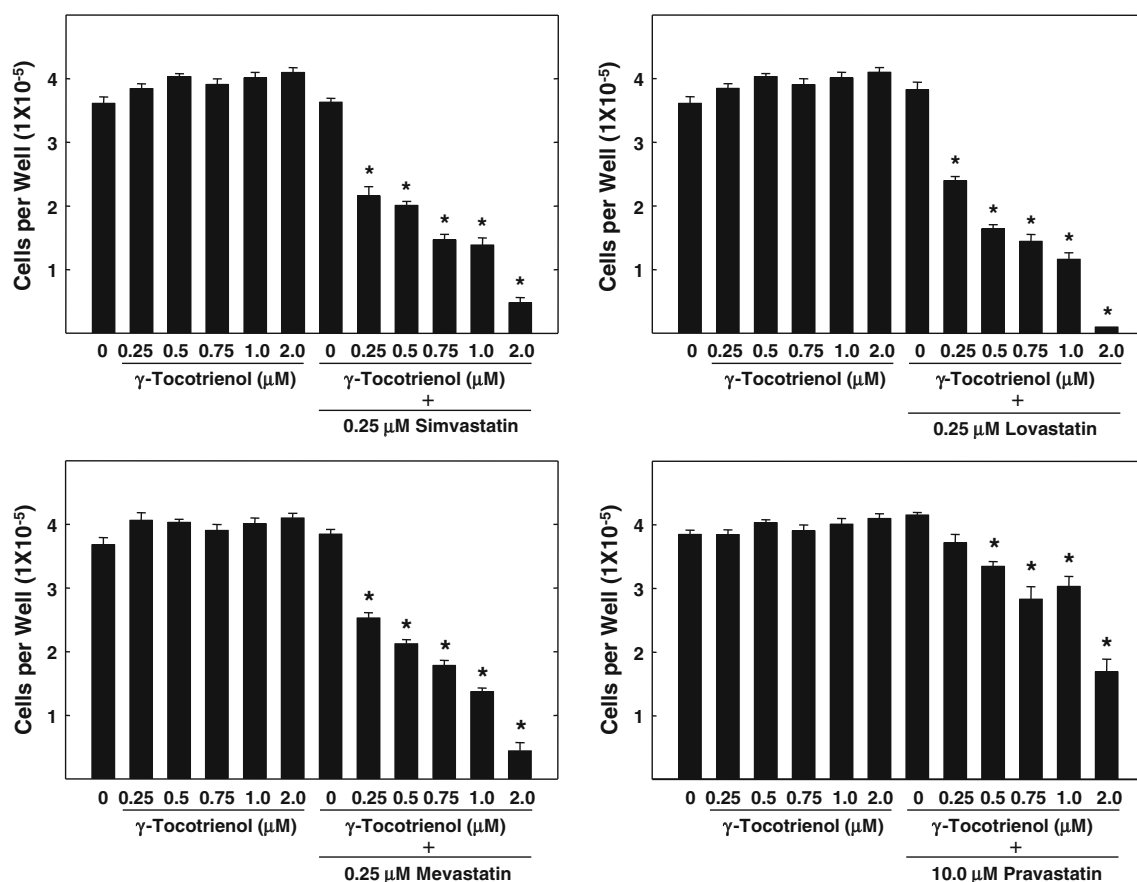 Cells per Well (1X10⁻⁵)
4
3
2
1
* * * * *
0 0.25 0.5 0.75 1.0 2.0 0 0.25 0.5 0.75 1.0 2.0
γ-Tocotrienol (μM) γ-Tocotrienol (μM)
+
0.25 μM Simvastatin
Cells per Well (1X10⁻⁵)
4
3
2
1
* * * * *
0 0.25 0.5 0.75 1.0 2.0 0 0.25 0.5 0.75 1.0 2.0
γ-Tocotrienol (μM) γ-Tocotrienol (μM)
+
0.25 μM Lovastatin
Cells per Well (1X10⁻⁵)
4
3
2
1
* * * * *
0 0.25 0.5 0.75 1.0 2.0 0 0.25 0.5 0.75 1.0 2.0
γ-Tocotrienol (μM) γ-Tocotrienol (μM)
+
0.25 μM Mevastatin
Cells per Well (1X10⁻⁵)
4
3
2
1
* * * *
0 0.25 0.5 0.75 1.0 2.0 0 0.25 0.5 0.75 1.0 2.0
γ-Tocotrienol (μM) γ-Tocotrienol (μM)
+
10.0 μM Pravastatin